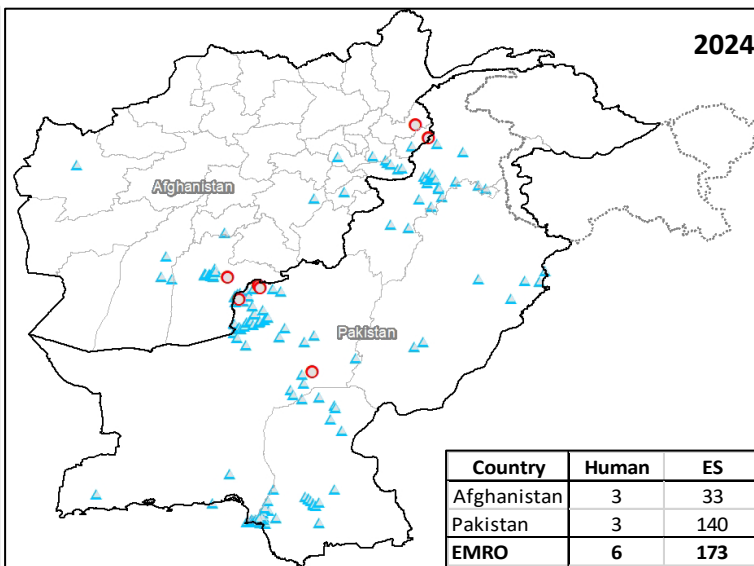 2024
Afghanistan
Pakistan
Country Human ES
Afghanistan 3 33
Pakistan 3 140
EMRO 6 173